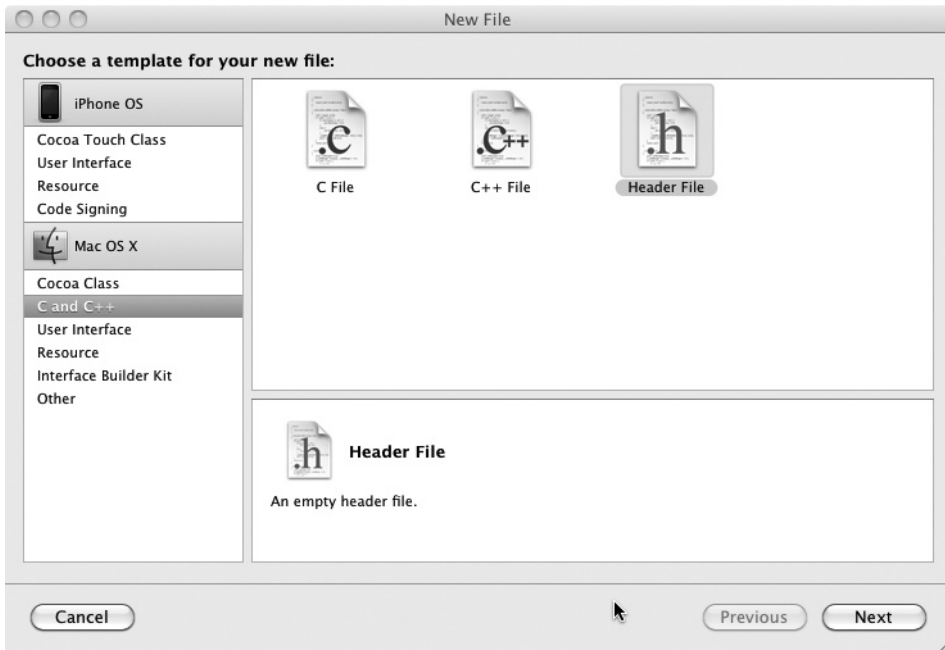 New File
Choose a template for your new file:
iPhone OS
Cocoa Touch Class
User Interface
Resource
Code Signing
Mac OS X
Cocoa Class
C and C++
User Interface
Resource
Interface Builder Kit
Other
.c
C File
.C++
C++ File
.h
Header File
.h
Header File
An empty header file.
Cancel
Previous
Next